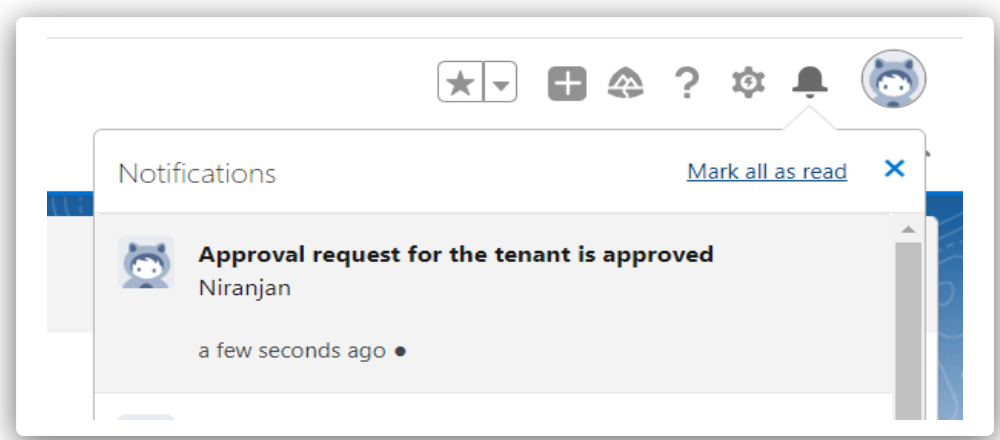 Notifications
Mark all as read
Approval request for the tenant is approved
Niranjan
a few seconds ago